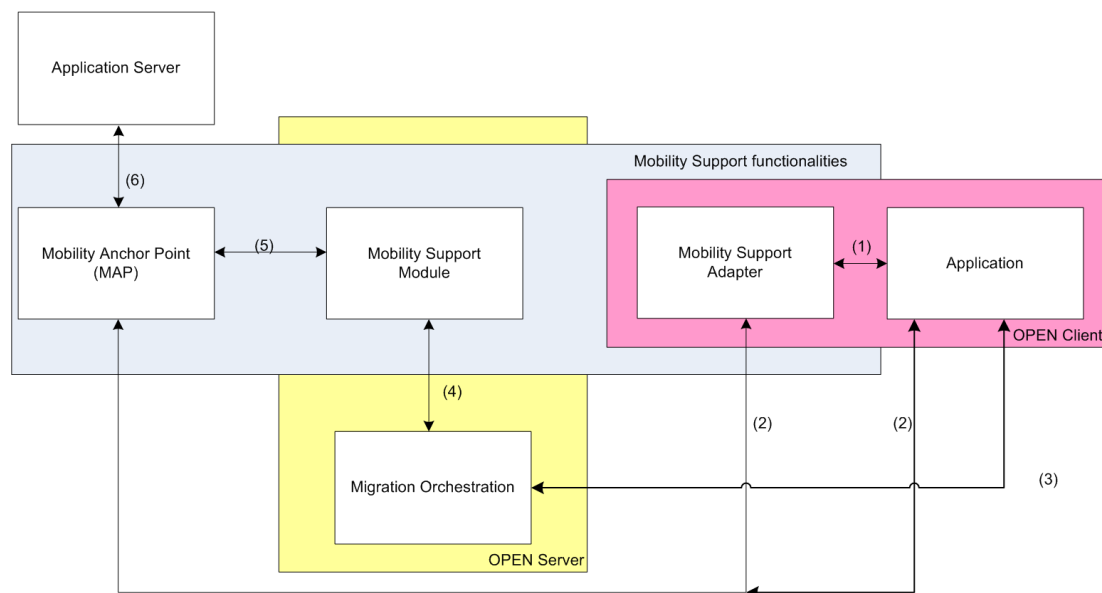 Application Server
(6)
Mobility Support functionalities
Mobility Anchor Point
(MAP)
(5)
Mobility Support
Module
Mobility Support
Adapter
(1)
Application
OPEN Client
(4)
(2)
(2)
Migration Orchestration
(3)
OPEN Server